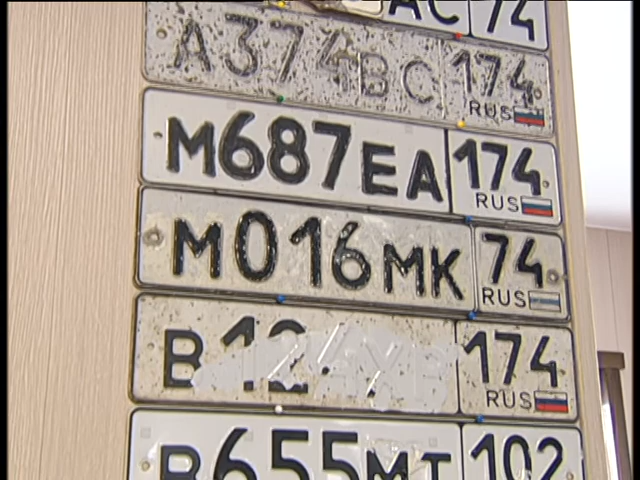 АС 74
А374ВС 174 RUS
М687ЕА 174 RUS
М016МК 74 RUS
В 174 RUS
В655МТ 102